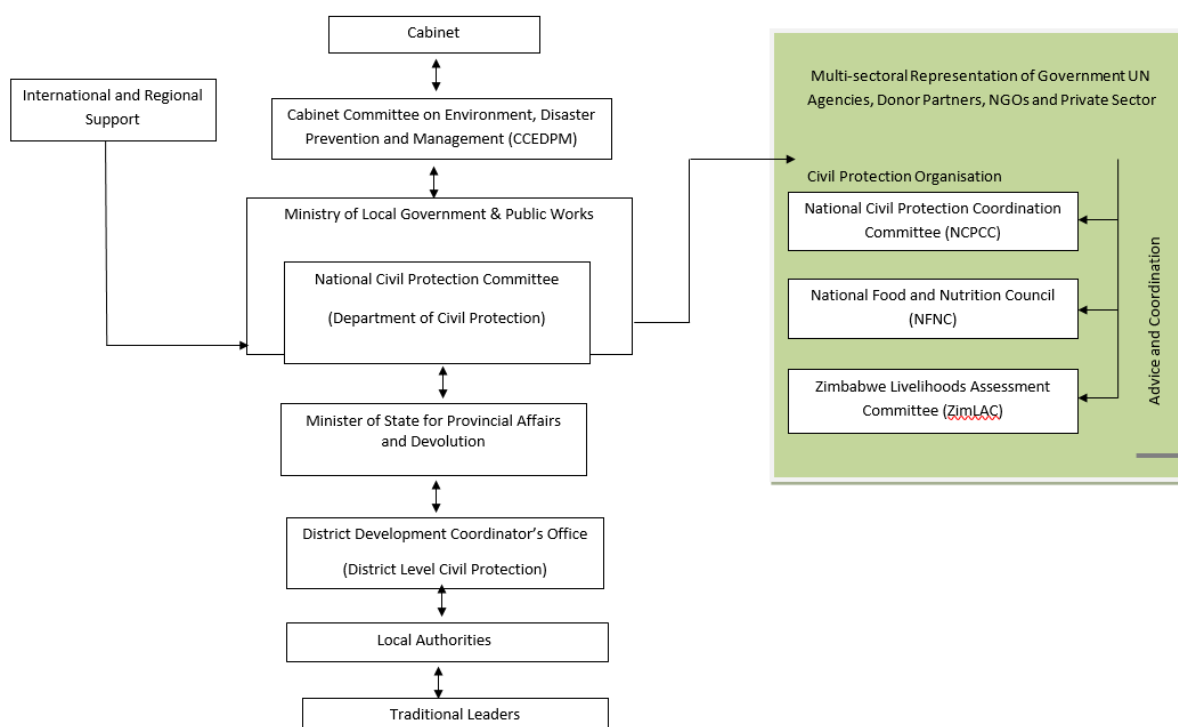 Cabinet
International and Regional
Support
Cabinet Committee on Environment, Disaster
Prevention and Management (CCEDPM)
Ministry of Local Government & Public Works
National Civil Protection Committee
(Department of Civil Protection)
Minister of State for Provincial Affairs
and Devolution
District Development Coordinator’s Office
(District Level Civil Protection)
Local Authorities
Traditional Leaders
Multi-sectoral Representation of Government UN
Agencies, Donor Partners, NGOs and Private Sector
Civil Protection Organisation
National Civil Protection Coordination
Committee (NCPCC)
National Food and Nutrition Council
(NFNC)
Zimbabwe Livelihoods Assessment
Committee (ZimLAC)
Advice and Coordination